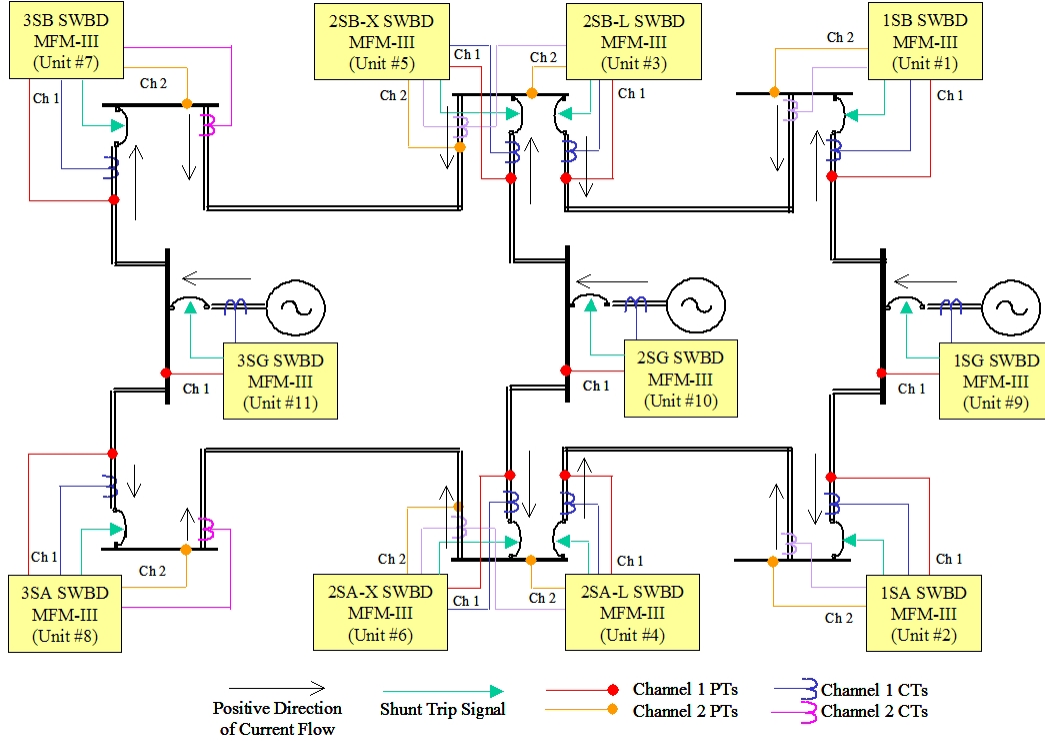 3SB SWBD
MFM-III
(Unit #7)
2SB-X SWBD
MFM-III
(Unit #5)
2SB-L SWBD
MFM-III
(Unit #3)
1SB SWBD
MFM-III
(Unit #1)
Ch 2
Ch 1
Ch 1
Ch 2
Ch 2
Ch 1
Ch 2
Ch 1
3SG SWBD
MFM-III
(Unit #11)
Ch 1
2SG SWBD
MFM-III
(Unit #10)
Ch 1
1SG SWBD
MFM-III
(Unit #9)
Ch 1
Ch 1
Ch 2
Ch 2
Ch 1
Ch 2
Ch 1
Ch 1
Ch 2
3SA SWBD
MFM-III
(Unit #8)
2SA-X SWBD
MFM-III
(Unit #6)
2SA-L SWBD
MFM-III
(Unit #4)
1SA SWBD
MFM-III
(Unit #2)
Positive Direction
of Current Flow
Shunt Trip Signal
Channel 1 PTs
Channel 2 PTs
Channel 1 CTs
Channel 2 CTs